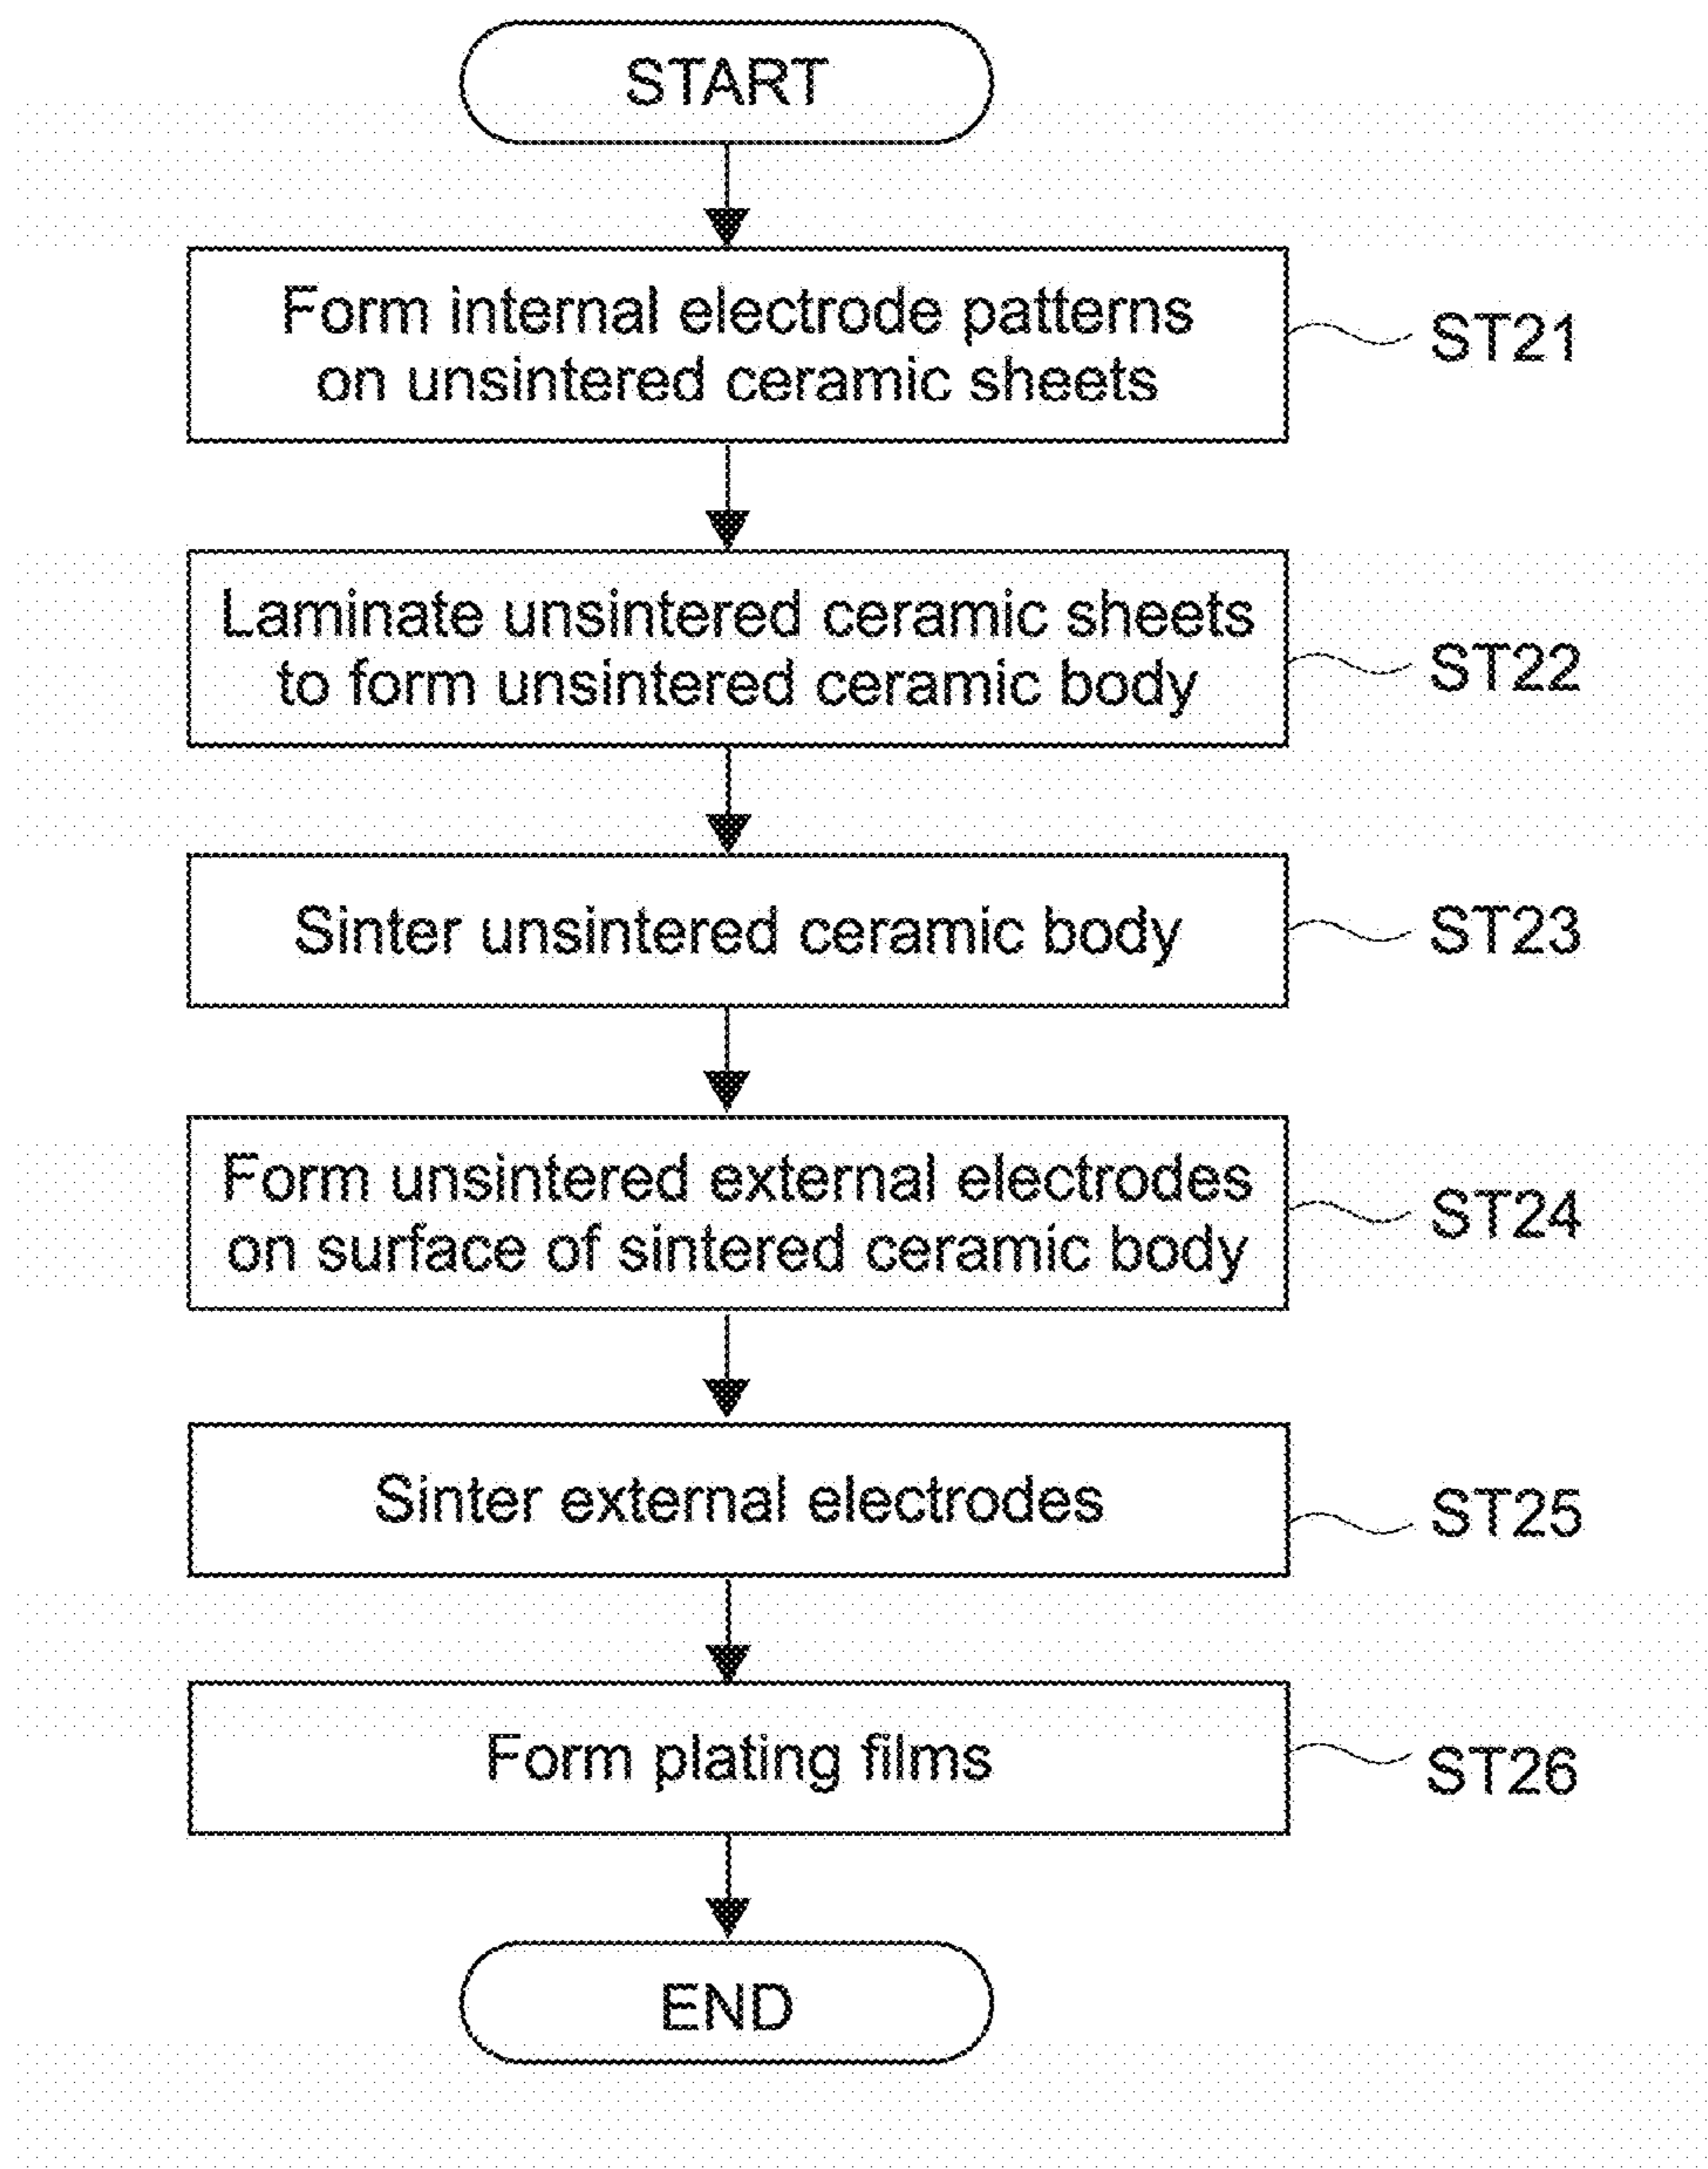 START
Form internal electrode patterns
on unsintered ceramic sheets
ST21
Laminate unsintered ceramic sheets
to form unsintered ceramic body
ST22
Sinter unsintered ceramic body
ST23
Form unsintered external electrodes
on surface of sintered ceramic body
ST24
Sinter external electrodes
ST25
Form plating films
ST26
END